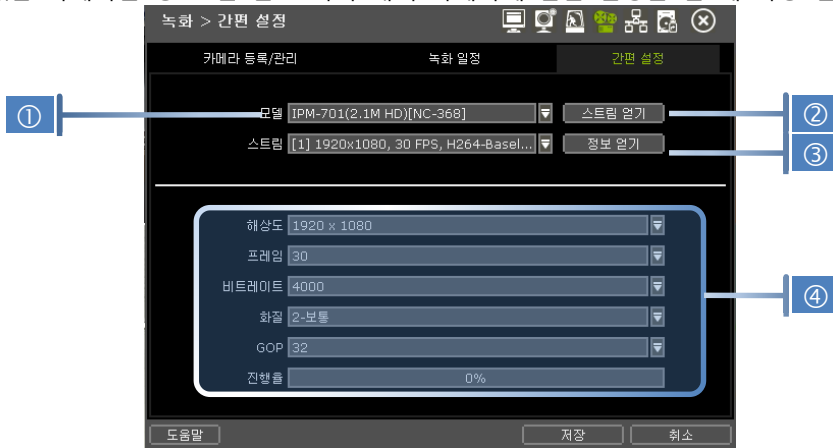 녹화 > 간편 설정
카메라 등록/관리 녹화 일정 간편 설정
① 모델 IPM-701(2.1M HD)[NC-368] 스트림 얻기 ②
스트림 [1] 1920x1080, 30 FPS, H264-Basel... 정보 얻기 ③
해상도 1920 x 1080
프레임 30
비트레이트 4000 ④
화질 2-보통
GOP 32
진행율 0%
도움말 저장 취소